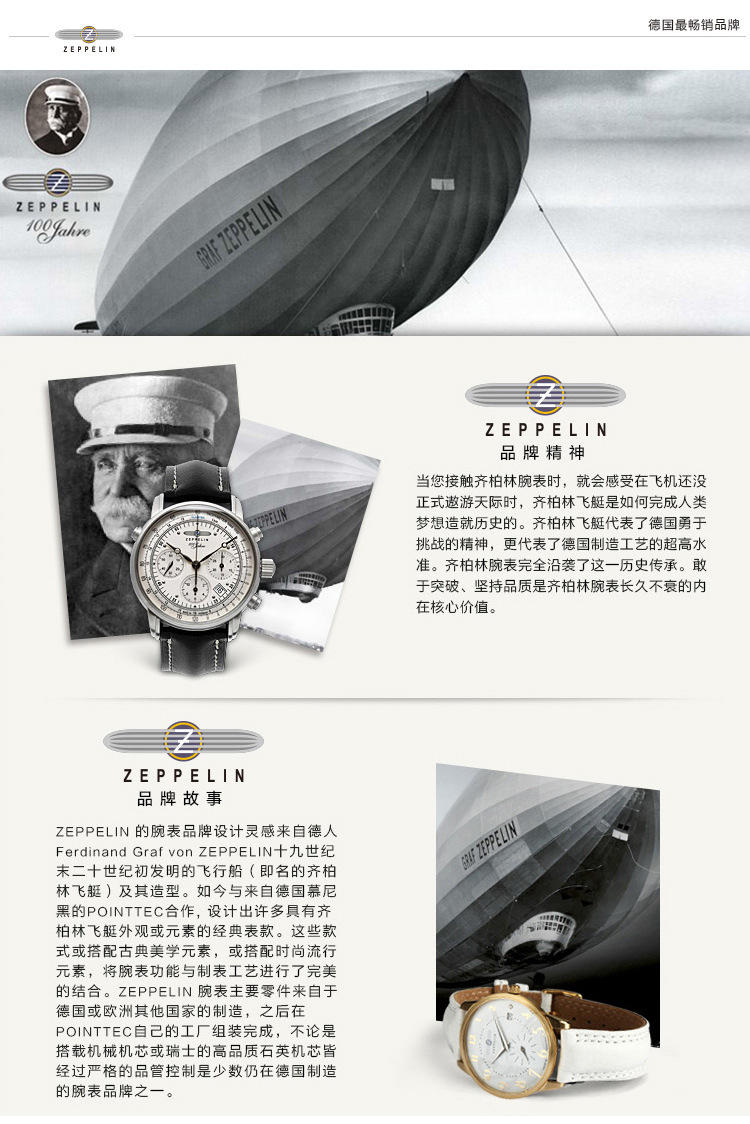 德国最畅销品牌
ZEPPELIN
ZEPPELIN
100 Jahre
GRAF ZEPPELIN
ZEPPELIN
品牌精神
当您接触齐柏林腕表时，就会感受在飞机还没
正式遨游天际时，齐柏林飞艇是如何完成人类
梦想造就历史的。齐柏林飞艇代表了德国勇于
挑战的精神，更代表了德国制造工艺的超高水
准。齐柏林腕表完全沿袭了这一历史传承。敢
于突破、坚持品质是齐柏林腕表长久不衰的内
在核心价值。
ZEPPELIN
ZEPPELIN
100 Jahre
ZEPPELIN
品牌故事
ZEPPELIN 的腕表品牌设计灵感来自德人
Ferdinand Graf von ZEPPELIN十九世纪
末二十世纪初发明的飞行船（即名的齐柏
林飞艇）及其造型。如今与来自德国慕尼
黑的POINTTEC合作, 设计出许多具有齐
柏林飞艇外观或元素的经典表款。这些款
式或搭配古典美学元素，或搭配时尚流行
元素，将腕表功能与制表工艺进行了完美
的结合。ZEPPELIN 腕表主要零件来自于
德国或欧洲其他国家的制造，之后在
POINTTEC自己的工厂组装完成，不论是
搭载机械机芯或瑞士的高品质石英机芯皆
经过严格的品管控制是少数仍在德国制造
的腕表品牌之一。
GRAF ZEPPELIN